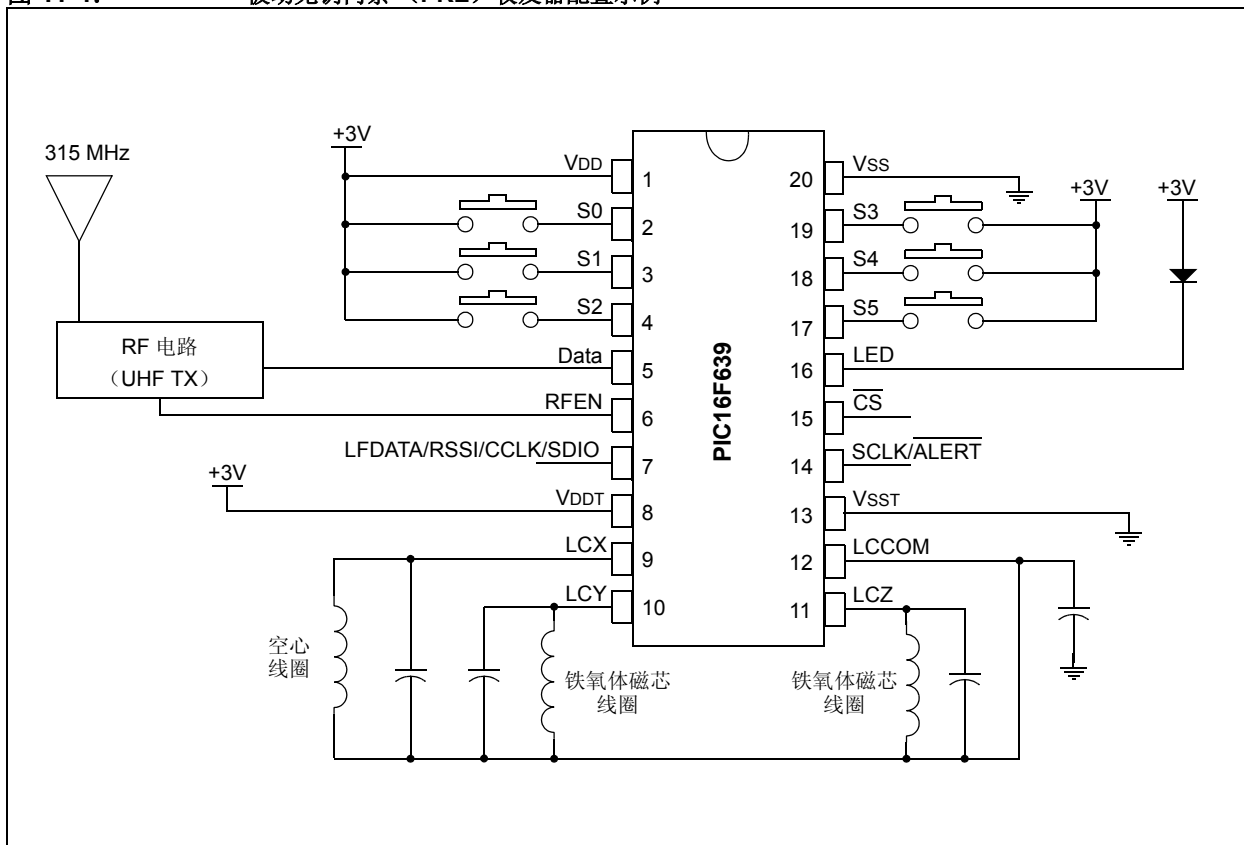 +3V
315 MHz
VDD
1
S0
2
S1
3
S2
4
RF 电路
（UHF TX）
Data
5
RFEN
6
LFDATA/RSSI/CCLK/SDIO
7
+3V
VDDT
8
LCX
9
LCY
10
PIC16F639
20
VSS
+3V
+3V
19
S3
18
S4
17
S5
16
LED
15
CS
14
SCLK/ALERT
13
VSST
12
LCCOM
11
LCZ
空心
线圈
铁氧体磁芯
线圈
铁氧体磁芯
线圈